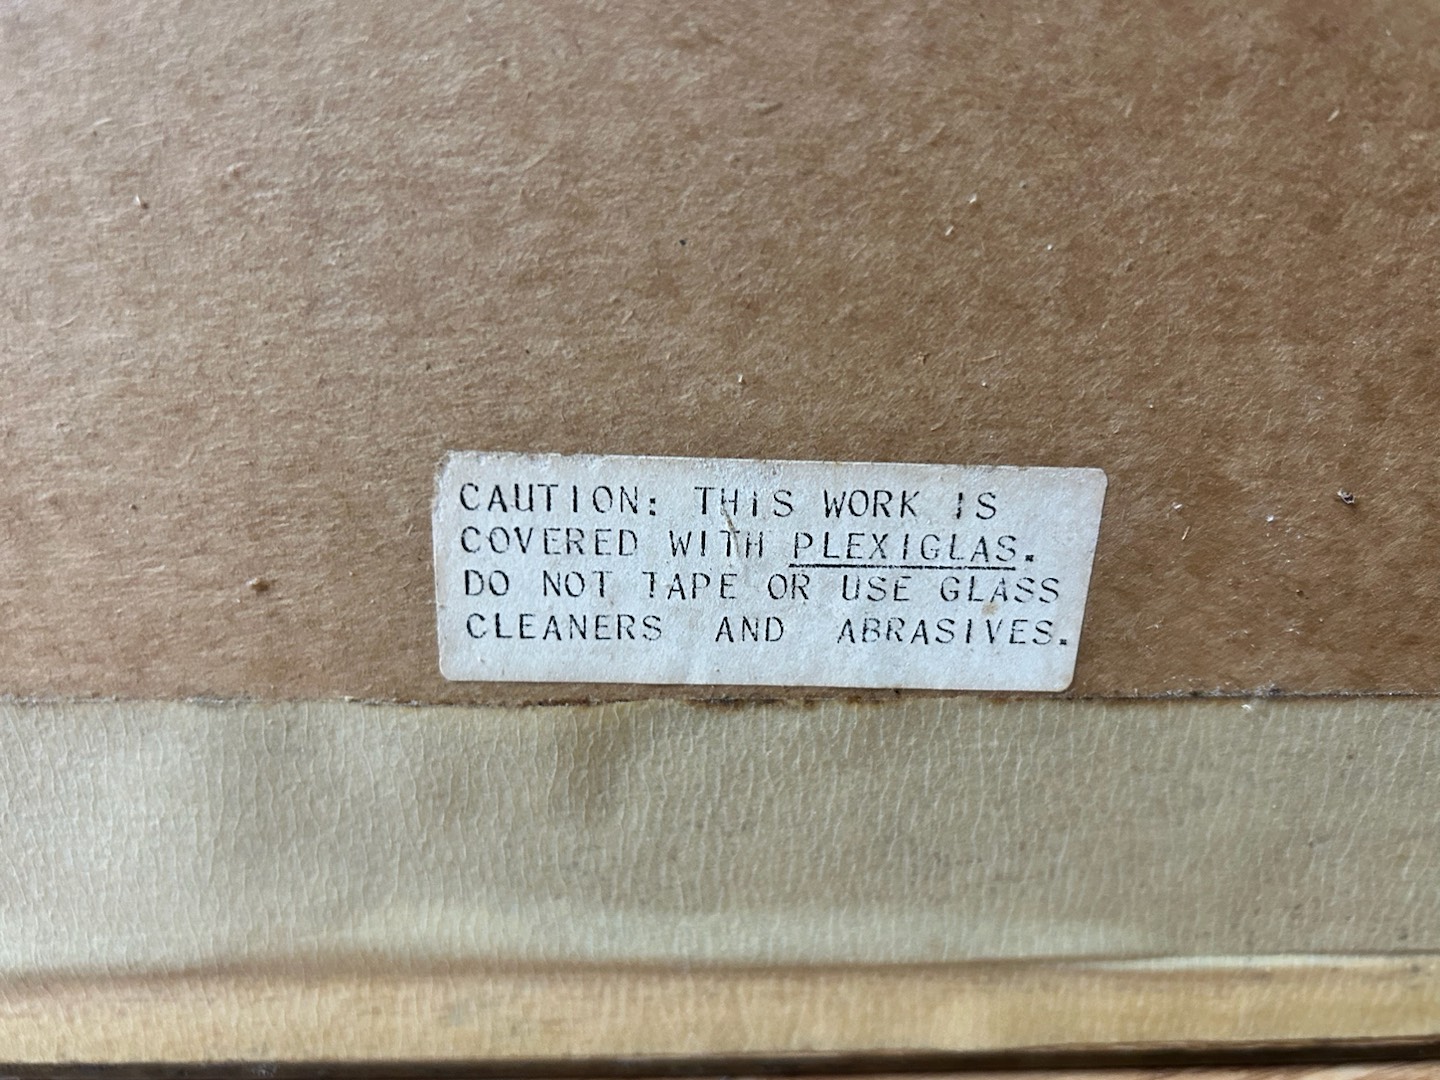 CAUTION: THIS WORK IS
COVERED WITH PLEXIGLAS.
DO NOT TAPE OR USE GLASS
CLEANERS AND ABRASIVES.